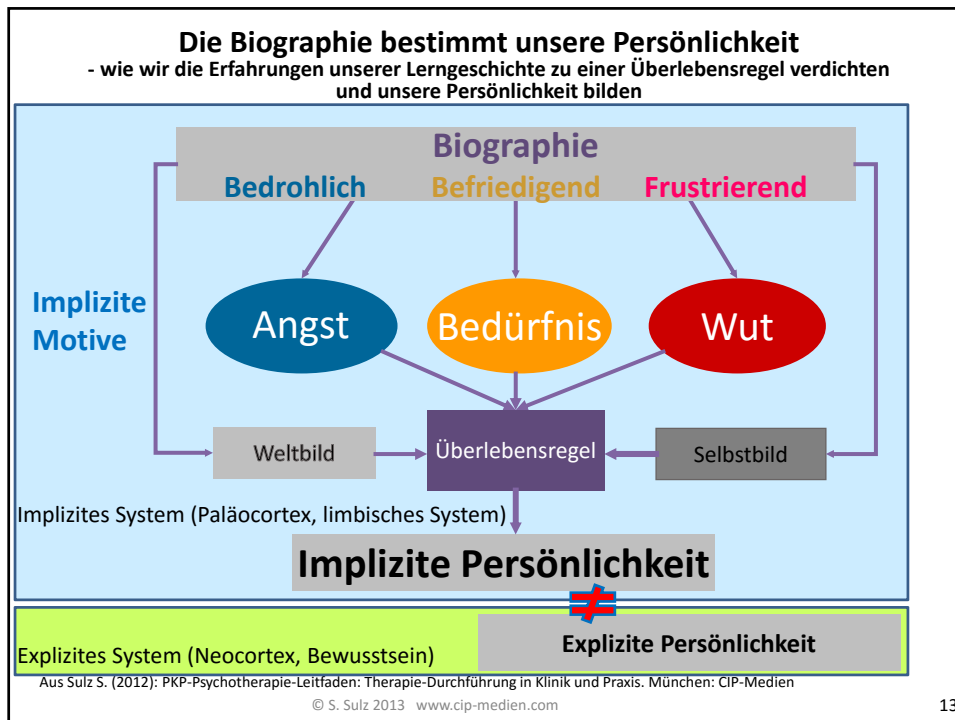 Die Biographie bestimmt unsere Persönlichkeit
- wie wir die Erfahrungen unserer Lerngeschichte zu einer Überlebensregel verdichten
und unsere Persönlichkeit bilden
Biographie
Bedrohlich Befriedigend Frustrierend
Implizite
Motive
Angst Bedürfnis Wut
Weltbild Überlebensregel Selbstbild
Implizites System (Paläocortex, limbisches System)
Implizite Persönlichkeit
≠
Explizite Persönlichkeit
Explizites System (Neocortex, Bewusstsein)
Aus Sulz S. (2012): PKP-Psychotherapie-Leitfaden: Therapie-Durchführung in Klinik und Praxis. München: CIP-Medien
© S. Sulz 2013 www.cip-medien.com 13